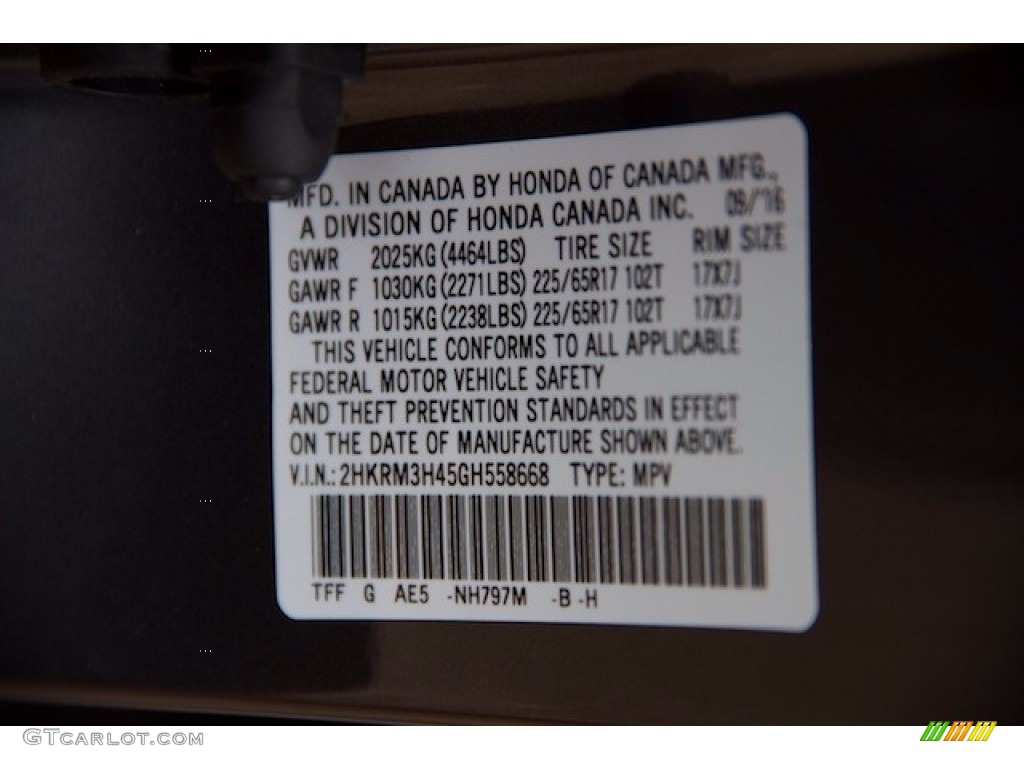 MFD. IN CANADA BY HONDA OF CANADA MFG.,
A DIVISION OF HONDA CANADA INC. 09/'16
GVWR 2025KG(4464LBS) TIRE SIZE RIM SIZE
GAWR F 1030KG(2271LBS) 225/65R17 102T 17X7J
GAWR R 1015KG(2238LBS) 225/65R17 102T 17X7J
THIS VEHICLE CONFORMS TO ALL APPLICABLE
FEDERAL MOTOR VEHICLE SAFETY
AND THEFT PREVENTION STANDARDS IN EFFECT
ON THE DATE OF MANUFACTURE SHOWN ABOVE.
V.I.N.: 2HKRM3H45GH558668 TYPE: MPV
TFF G AE5 -NH797M -B -H
GTCARLOT.COM